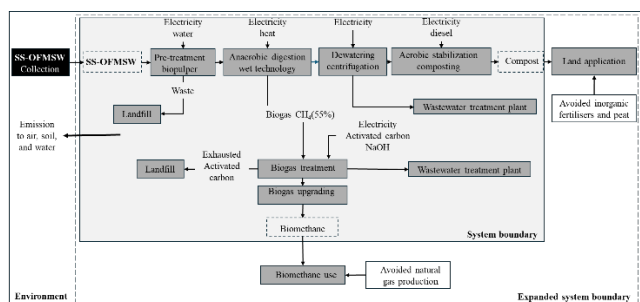 Electricity
water
Electricity
heat
Electricity
Electricity
diesel
SS-OFMSW
Collection
SS-OFMSW
Pre-treatment
biopulper
Anaerobic digestion
wet technology
Dewatering
centrifugation
Aerobic stabilization
composting
Compost
Land application
Waste
Landfill
Biogas CH4(55%)
Wastewater treatment plant
Avoided inorganic
fertilisers and peat
Emission
to air, soil,
and water
Electricity
Activated carbon
NaOH
Landfill
Exhausted
Activated
carbon
Biogas treatment
Wastewater treatment plant
Biogas upgrading
Biomethane
System boundary
Biomethane use
Avoided natural
gas production
Environment
Expanded system boundary